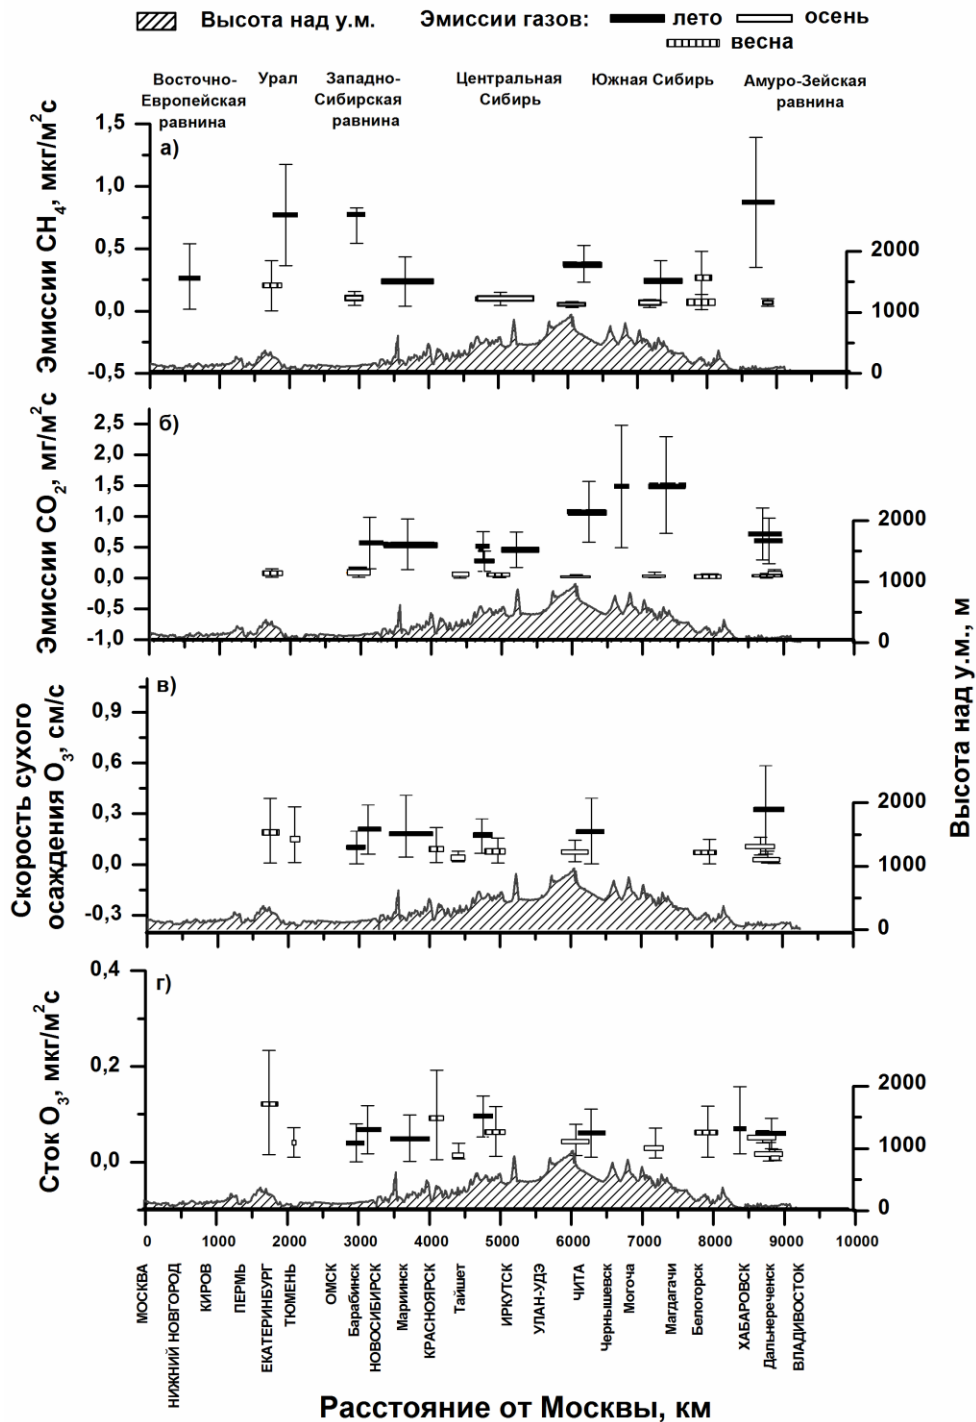 Высота над у.м. Эмиссии газов: лето осень
весна
Восточно-
Европейская
равнина
Урал
Западно-
Сибирская
равнина
Центральная
Сибирь
Южная Сибирь
Амуро-Зейская
равнина
а)
Эмиссии CH4, мкг/м2с
1,5
1,0
0,5
0,0
-0,5
2000
1000
0
б)
Эмиссии CO2, мг/м2с
2,5
2,0
1,5
1,0
0,5
0,0
-0,5
-1,0
2000
1000
0
Высота над у.м., м
в)
Скорость сухого
осаждения O3, см/с
0,9
0,6
0,3
0,0
-0,3
2000
1000
0
г)
Сток O3, мкг/м2с
0,4
0,2
0,0
2000
1000
0
0 1000 2000 3000 4000 5000 6000 7000 8000 9000 10000
МОСКВА
НИЖНИЙ НОВГОРОД
КИРОВ
ПЕРМЬ
ЕКАТЕРИНБУРГ
ТЮМЕНЬ
ОМСК
Барабинск
НОВОСИБИРСК
Мариинск
КРАСНОЯРСК
Тайшет
ИРКУТСК
УЛАН-УДЭ
ЧИТА
Чернышевск
Могоча
Магдагачи
Белогорск
ХАБАРОВСК
Дальнереченск
ВЛАДИВОСТОК
Расстояние от Москвы, км